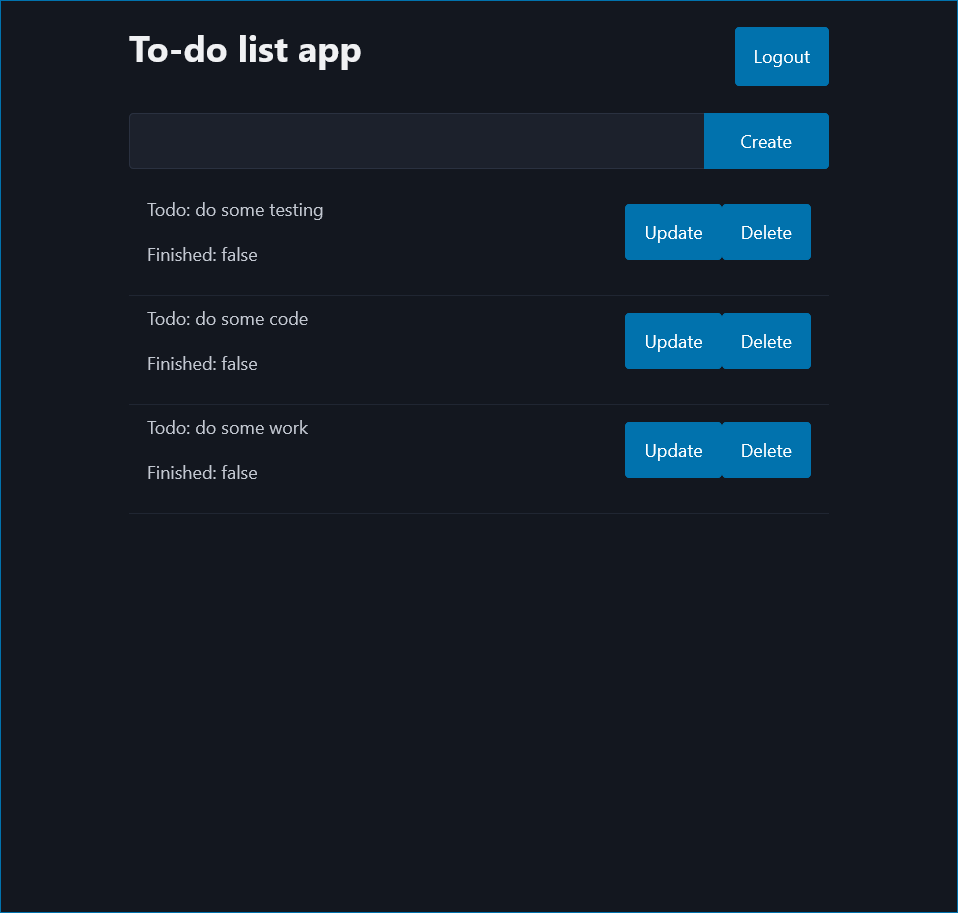 To-do list app
Logout
Create
Todo: do some testing
Finished: false
Update Delete
Todo: do some code
Finished: false
Update Delete
Todo: do some work
Finished: false
Update Delete